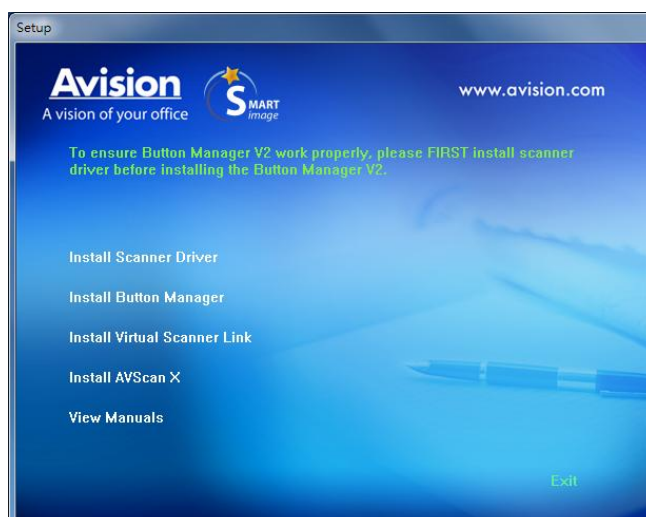 Setup
Avision
A vision of your office
SMART
image
www.avision.com
To ensure Button Manager V2 work properly, please FIRST install scanner
driver before installing the Button Manager V2.
Install Scanner Driver
Install Button Manager
Install Virtual Scanner Link
Install AVScan X
View Manuals
Exit